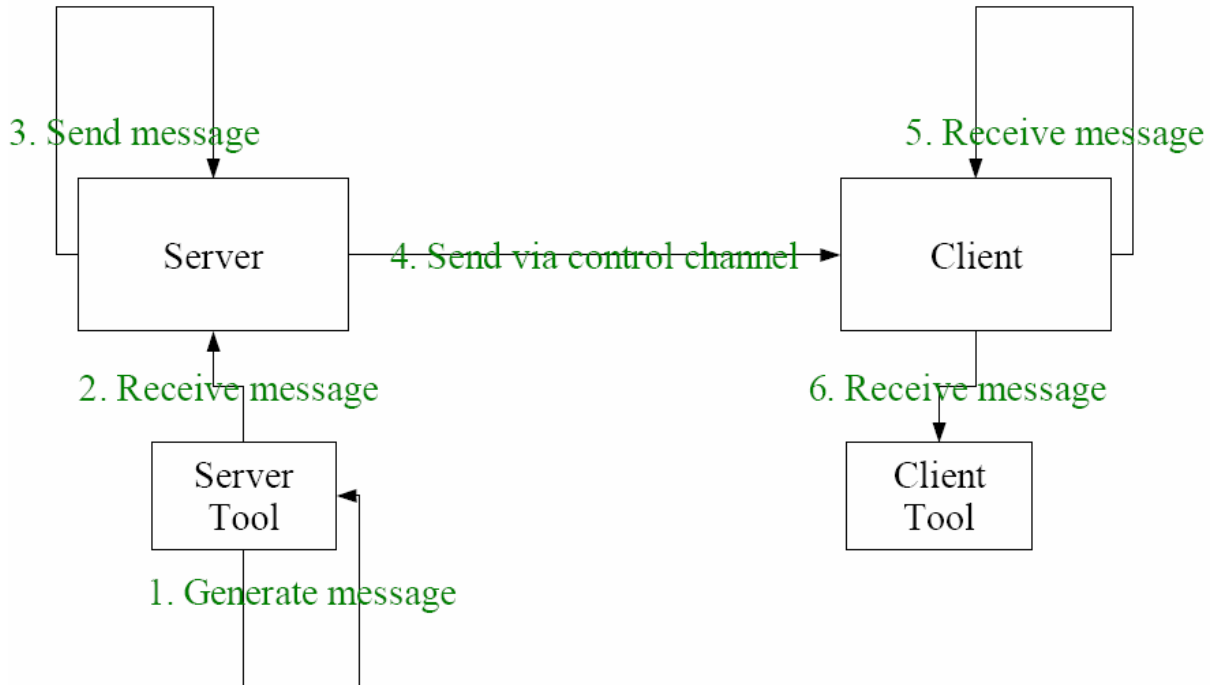 3. Send message
5. Receive message
Server
4. Send via control channel
Client
2. Receive message
6. Receive message
Server
Tool
Client
Tool
1. Generate message